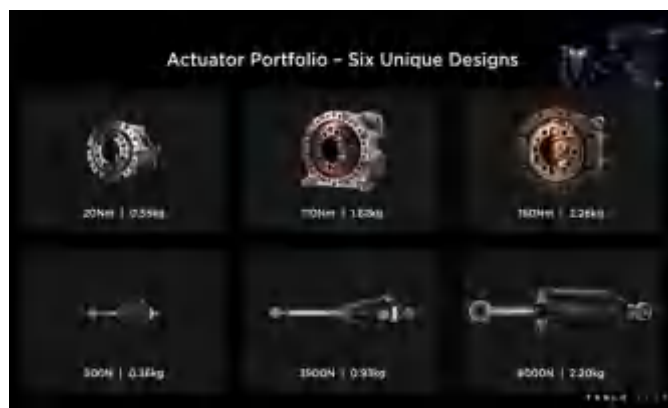 Actuator Portfolio – Six Unique Designs
20Nm | 0.55kg
110Nm | 1.62kg
180Nm | 2.26kg
500N | 0.36kg
3900N | 0.93kg
8000N | 2.20kg
TESLA